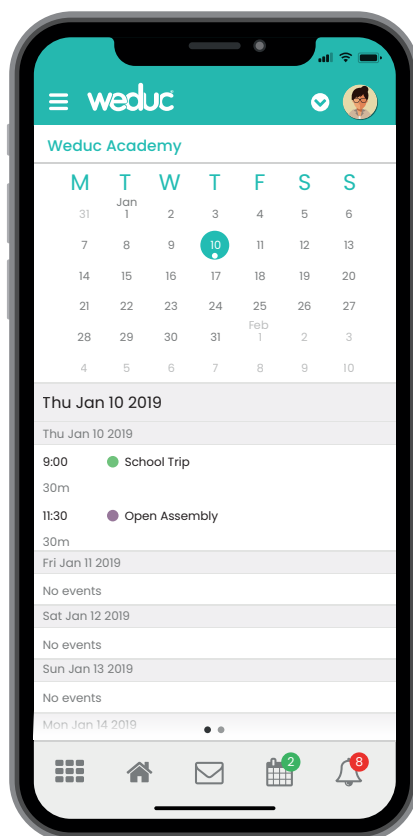 weduc
Weduc Academy
M T W T F S S
Jan
31 1 2 3 4 5 6
7 8 9 10 11 12 13
14 15 16 17 18 19 20
21 22 23 24 25 26 27
Feb
28 29 30 31 1 2 3
4 5 6 7 8 9 10
Thu Jan 10 2019
Thu Jan 10 2019
9:00 School Trip
30m
11:30 Open Assembly
30m
Fri Jan 11 2019
No events
Sat Jan 12 2019
No events
Sun Jan 13 2019
No events
Mon Jan 14 2019
2 8